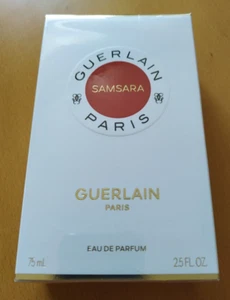 GUERLAIN
SAMSARA
PARIS
GUERLAIN
PARIS
EAU DE PARFUM
75 mL 2.5 FL. OZ.